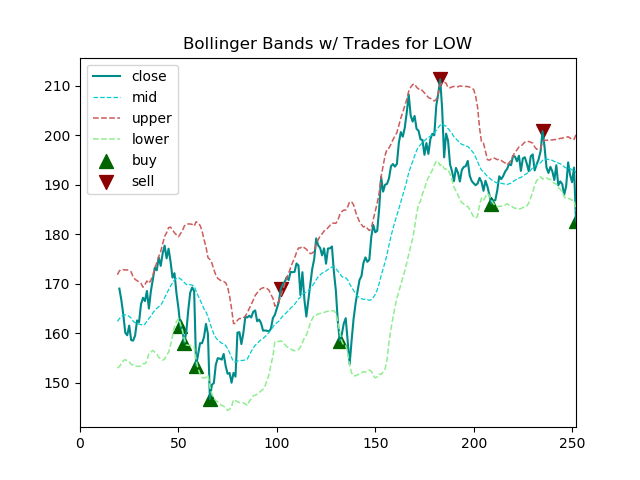 Bollinger Bands w/ Trades for LOW
close
mid
upper
lower
buy
sell
210
200
190
180
170
160
150
0 50 100 150 200 250